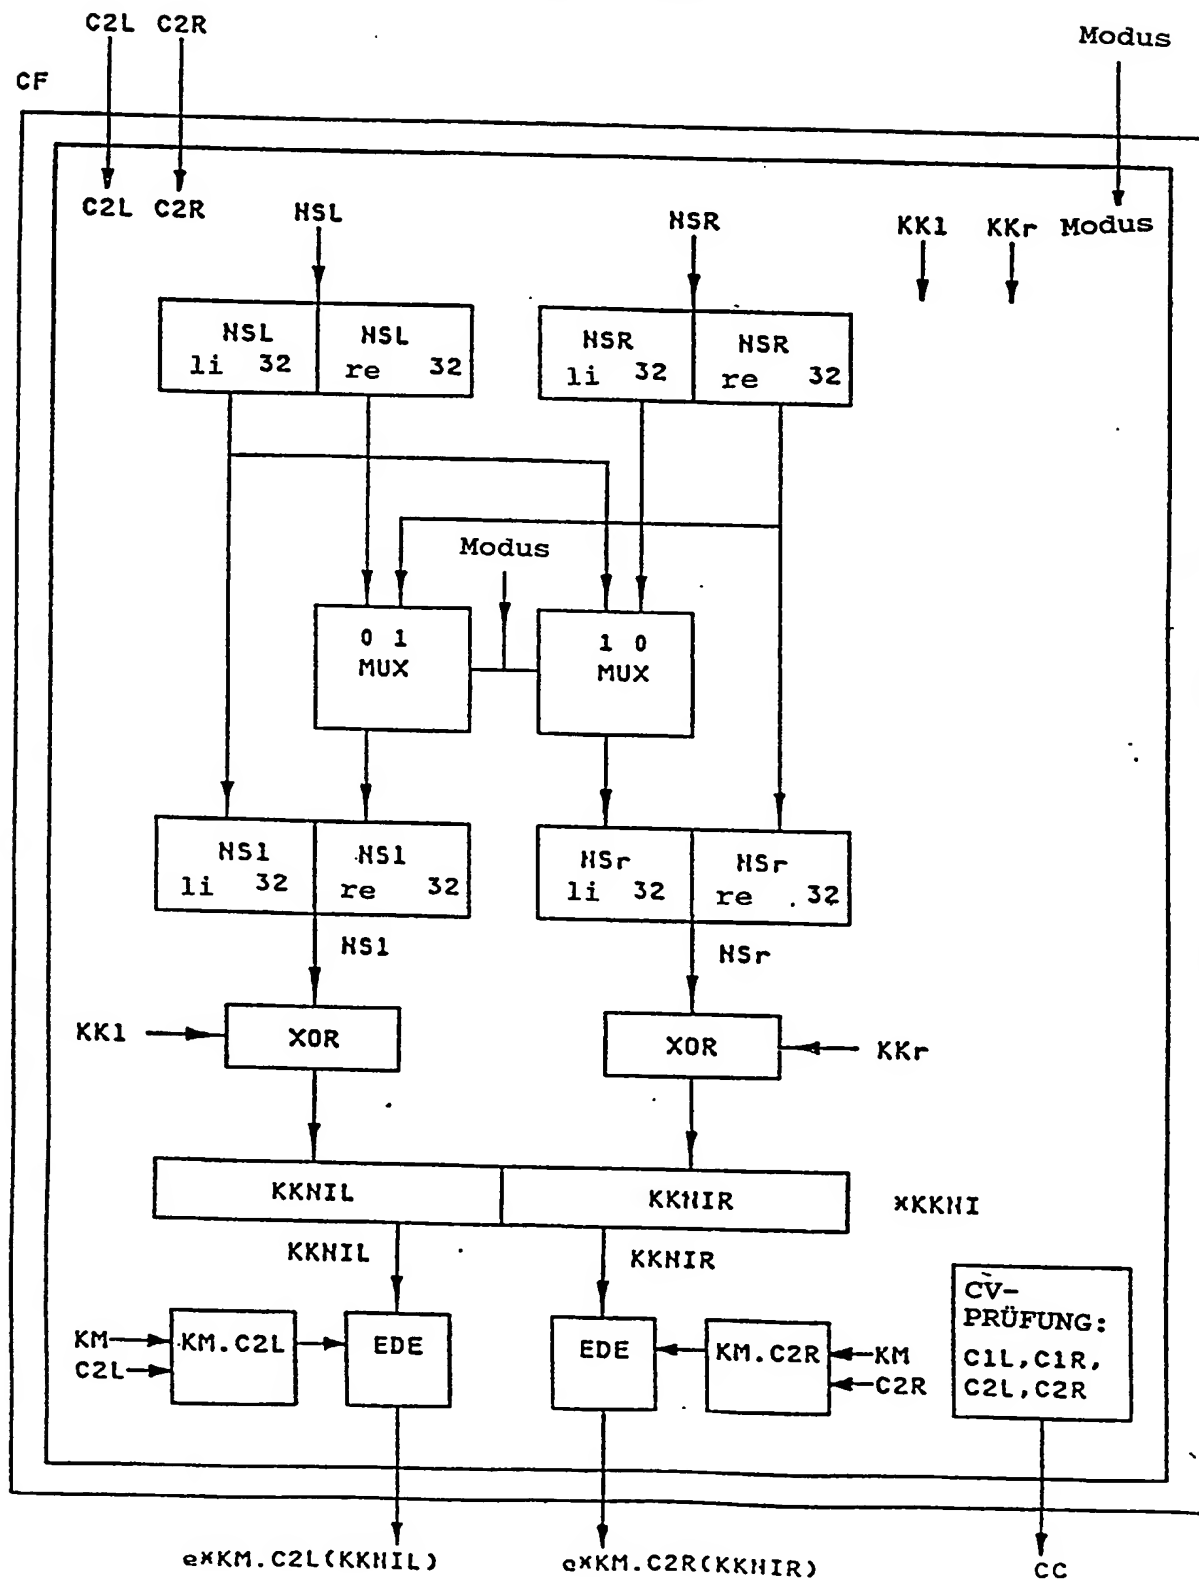 C2L C2R
Modus
CF
C2L C2R
NSL
NSR
KKl
KKr
Modus
NSL
li 32
NSL
re 32
NSR
li 32
NSR
re 32
Modus
0 1
MUX
1 0
MUX
NSl
li 32
NSl
re 32
NSr
li 32
NSr
re 32
NSl
NSr
KKl
XOR
XOR
KKr
KKNIL
KKNIR
*KKNI
KKNIL
KKNIR
KM
C2L
KM.C2L
EDE
EDE
KM.C2R
KM
C2R
CV-
PRÜFUNG:
C1L,C1R,
C2L,C2R
e*KM.C2L(KKNIL)
e*KM.C2R(KKNIR)
CC